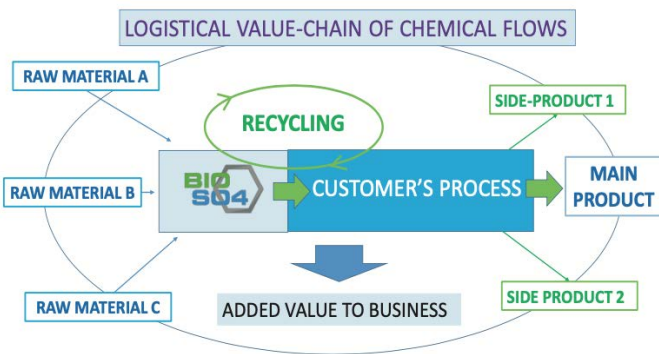 LOGISTICAL VALUE-CHAIN OF CHEMICAL FLOWS
RAW MATERIAL A
SIDE-PRODUCT 1
RECYCLING
RAW MATERIAL B
BIO
SO4
CUSTOMER'S PROCESS
MAIN
PRODUCT
RAW MATERIAL C
ADDED VALUE TO BUSINESS
SIDE PRODUCT 2